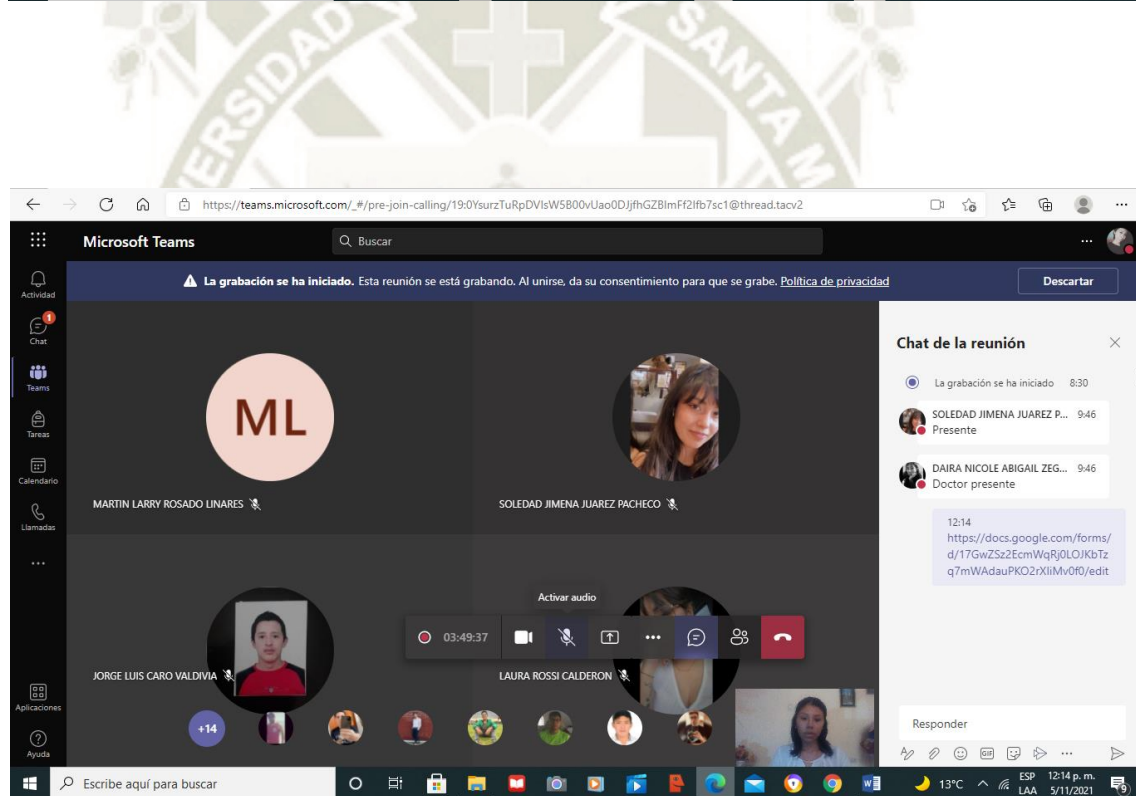 ERSIDAD
SANTA M
https://teams.microsoft.com/_#/pre-join-calling/19:0YsurzTuRpDVIsW5B00vUao0DJjfhGZBImFf2Ifb7sc1@thread.tacv2
Microsoft Teams
Buscar
La grabación se ha iniciado. Esta reunión se está grabando. Al unirse, da su consentimiento para que se grabe. Política de privacidad
Descartar
Actividad
1
Chat
Teams
Tareas
Calendario
Llamadas
Aplicaciones
Ayuda
ML
MARTIN LARRY ROSADO LINARES
SOLEDAD JIMENA JUAREZ PACHECO
Activar audio
03:49:37
JORGE LUIS CARO VALDIVIA
LAURA ROSSI CALDERON
+14
Chat de la reunión
La grabación se ha iniciado 8:30
SOLEDAD JIMENA JUAREZ P... 9:46
Presente
DAIRA NICOLE ABIGAIL ZEG... 9:46
Doctor presente
12:14
https://docs.google.com/forms/
d/17GwZSz2EcmWqRj0LOJKbTz
q7mWAdauPKO2rXliMv0f0/edit
Responder
GIF
Escribe aquí para buscar
13°C
ESP
LAA
12:14 p. m.
5/11/2021
9